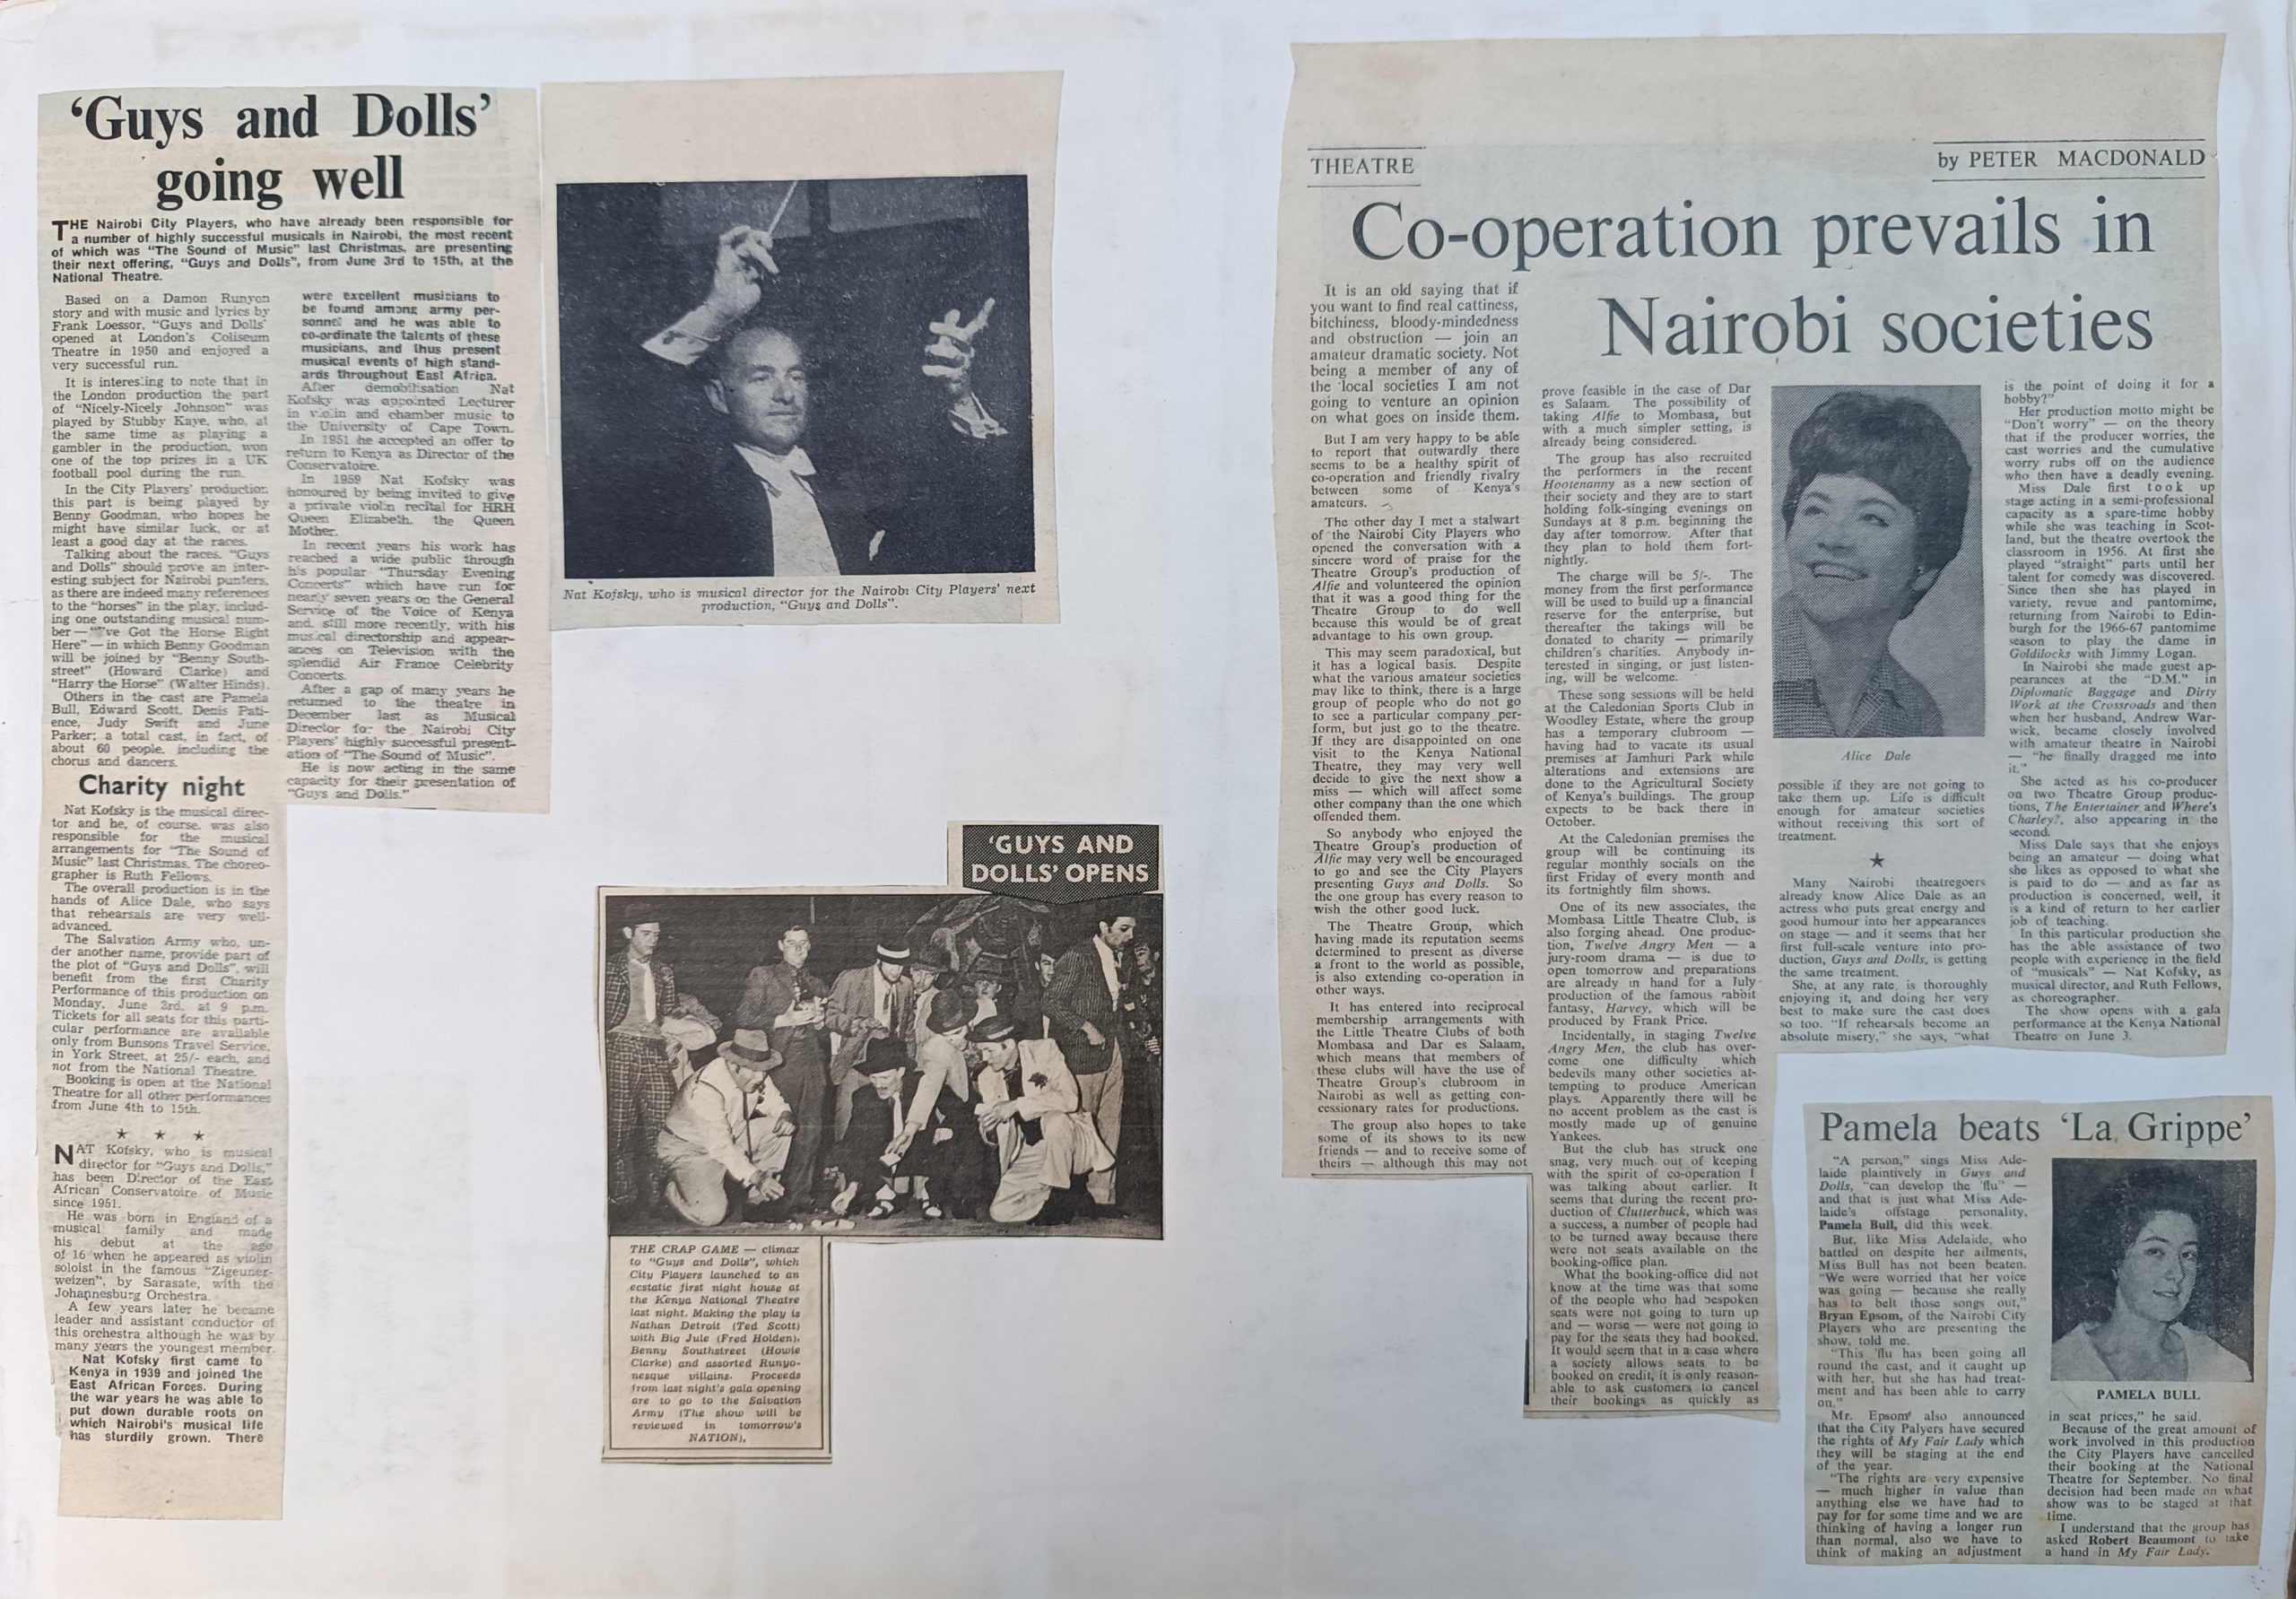 ‘Guys and Dolls’
going well
THE Nairobi City Players, who have already been responsible for
a number of highly successful musicals in Nairobi, the most recent
of which was “The Sound of Music” last Christmas, are presenting
their next offering, “Guys and Dolls”, from June 3rd to 15th, at the
National Theatre.
Based on a Damon Runyon
story and with music and lyrics by
Frank Loessor, “Guys and Dolls’
opened at London's Coliseum
Theatre in 1950 and enjoyed a
very successful run.
It is interesting to note that in
the London production the part
of “Nicely-Nicely Johnson” was
played by Stubby Kaye, who, at
the same time as playing a
gambler in the production, won
one of the top prizes in a UK
football pool during the run.
In the City Players' production
this part is being played by
Benny Goodman, who hopes he
might have similar luck, or at
least a good day at the races.
Talking about the races, “Guys
and Dolls” should prove an inter-
esting subject for Nairobi punters,
as there are indeed many references
to the “horses” in the play, includ-
ing one outstanding musical num-
ber — “I've Got the Horse Right
Here” — in which Benny Goodman
will be joined by “Benny South-
street” (Howard Clarke) and
“Harry the Horse” (Walter Hinds).
Others in the cast are Pamela
Bull, Edward Scott, Denis Pati-
ence, Judy Swift and June
Parker; a total cast, in fact, of
about 60 people, including the
chorus and dancers.
Charity night
Nat Kofsky is the musical direc-
tor and he, of course, was also
responsible for the musical
arrangements for “The Sound of
Music” last Christmas. The choreo-
grapher is Ruth Fellows.
The overall production is in the
hands of Alice Dale, who says
that rehearsals are very well-
advanced.
The Salvation Army who, un-
der another name, provide part of
the plot of “Guys and Dolls”, will
benefit from the first Charity
Performance of this production on
Monday, June 3rd, at 9 p.m.
Tickets for all seats for this parti-
cular performance are available
only from Bunsons Travel Service,
in York Street, at 25/- each, and
not from the National Theatre.
Booking is open at the National
Theatre for all other performances
from June 4th to 15th.
★ ★ ★
NAT Kofsky, who is musical
director for “Guys and Dolls,”
has been Director of the East
African Conservatoire of Music
since 1951.
He was born in England of a
musical family and made
his debut at the age
of 16 when he appeared as violin
soloist in the famous “Zigeuner-
weizen”, by Sarasate, with the
Johannesburg Orchestra.
A few years later he became
leader and assistant conductor of
this orchestra although he was by
many years the youngest member.
Nat Kofsky first came to
Kenya in 1939 and joined the
East African Forces. During
the war years he was able to
put down durable roots on
which Nairobi's musical life
has sturdily grown. There
were excellent musicians to
be found among army per-
sonnel and he was able to
co-ordinate the talents of these
musicians, and thus present
musical events of high stand-
ards throughout East Africa.
After demobilisation Nat
Kofsky was appointed Lecturer
in violin and chamber music to
the University of Cape Town.
In 1951 he accepted an offer to
return to Kenya as Director of the
Conservatoire.
In 1959 Nat Kofsky was
honoured by being invited to give
a private violin recital for HRH
Queen Elizabeth, the Queen
Mother.
In recent years his work has
reached a wide public through
his popular “Thursday Evening
Concerts” which have run for
nearly seven years on the General
Service of the Voice of Kenya
and, still more recently, with his
musical directorship and appear-
ances on Television with the
splendid Air France Celebrity
Concerts.
After a gap of many years he
returned to the theatre in
December last as Musical
Director for the Nairobi City
Players' highly successful present-
ation of “The Sound of Music”.
He is now acting in the same
capacity for their presentation of
“Guys and Dolls.”
Nat Kofsky, who is musical director for the Nairobi City Players' next
production, “Guys and Dolls”.
‘GUYS AND
DOLLS’ OPENS
THE CRAP GAME — climax
to “Guys and Dolls”, which
City Players launched to an
ecstatic first night house at
the Kenya National Theatre
last night. Making the play is
Nathan Detroit (Ted Scott)
with Big Jule (Fred Holden),
Benny Southstreet (Howie
Clarke) and assorted Runyo-
nesque villains. Proceeds
from last night's gala opening
are to go to the Salvation
Army (The show will be
reviewed in tomorrow's
NATION),
THEATRE
by PETER MACDONALD
Co-operation prevails in
Nairobi societies
It is an old saying that if
you want to find real cattiness,
bitchiness, bloody-mindedness
and obstruction — join an
amateur dramatic society. Not
being a member of any of
the local societies I am not
going to venture an opinion
on what goes on inside them.
But I am very happy to be able
to report that outwardly there
seems to be a healthy spirit of
co-operation and friendly rivalry
between some of Kenya's
amateurs.
The other day I met a stalwart
of the Nairobi City Players who
opened the conversation with a
sincere word of praise for the
Theatre Group's production of
Alfie and volunteered the opinion
that it was a good thing for the
Theatre Group to do well
because this would be of great
advantage to his own group.
This may seem paradoxical, but
it has a logical basis. Despite
what the various amateur societies
may like to think, there is a large
group of people who do not go
to see a particular company per-
form, but just go to the theatre.
If they are disappointed on one
visit to the Kenya National
Theatre, they may very well
decide to give the next show a
miss — which will affect some
other company than the one which
offended them.
So anybody who enjoyed the
Theatre Group's production of
Alfie may very well be encouraged
to go and see the City Players
presenting Guys and Dolls. So
the one group has every reason to
wish the other good luck.
The Theatre Group, which
having made its reputation seems
determined to present as diverse
a front to the world as possible,
is also extending co-operation in
other ways.
It has entered into reciprocal
membership arrangements with
the Little Theatre Clubs of both
Mombasa and Dar es Salaam,
which means that members of
these clubs will have the use of
Theatre Group's clubroom in
Nairobi as well as getting con-
cessionary rates for productions.
The group also hopes to take
some of its shows to its new
friends — and to receive some of
theirs — although this may not
prove feasible in the case of Dar
es Salaam. The possibility of
taking Alfie to Mombasa, but
with a much simpler setting, is
already being considered.
The group has also recruited
the performers in the recent
Hootenanny as a new section of
their society and they are to start
holding folk-singing evenings on
Sundays at 8 p.m. beginning the
day after tomorrow. After that
they plan to hold them fort-
nightly.
The charge will be 5/-. The
money from the first performance
will be used to build up a financial
reserve for the enterprise, but
thereafter the takings will be
donated to charity — primarily
children's charities. Anybody in-
terested in singing, or just listen-
ing, will be welcome.
These song sessions will be held
at the Caledonian Sports Club in
Woodley Estate, where the group
has a temporary clubroom —
having had to vacate its usual
premises at Jamhuri Park while
alterations and extensions are
done to the Agricultural Society
of Kenya's buildings. The group
expects to be back there in
October.
At the Caledonian premises the
group will be continuing its
regular monthly socials on the
first Friday of every month and
its fortnightly film shows.
One of its new associates, the
Mombasa Little Theatre Club, is
also forging ahead. One produc-
tion, Twelve Angry Men — a
jury-room drama — is due to
open tomorrow and preparations
are already in hand for a July
production of the famous rabbit
fantasy, Harvey, which will be
produced by Frank Price.
Incidentally, in staging Twelve
Angry Men, the club has over-
come one difficulty which
bedevils many other societies at-
tempting to produce American
plays. Apparently there will be
no accent problem as the cast is
mostly made up of genuine
Yankees.
But the club has struck one
snag, very much out of keeping
with the spirit of co-operation I
was talking about earlier. It
seems that during the recent pro-
duction of Clutterbuck, which was
a success, a number of people had
to be turned away because there
were not seats available on the
booking-office plan.
What the booking-office did not
know at the time was that some
of the people who had bespoken
seats were not going to turn up
and — worse — were not going to
pay for the seats they had booked.
It would seem that in a case where
a society allows seats to be
booked on credit, it is only reason-
able to ask customers to cancel
their bookings as quickly as
Alice Dale
possible if they are not going to
take them up. Life is difficult
enough for amateur societies
without receiving this sort of
treatment.
★
Many Nairobi theatregoers
already know Alice Dale as an
actress who puts great energy and
good humour into her appearances
on stage — and it seems that her
first full-scale venture into pro-
duction, Guys and Dolls, is getting
the same treatment.
She, at any rate, is thoroughly
enjoying it, and doing her very
best to make sure the cast does
so too. “If rehearsals become an
absolute misery,” she says, “what
is the point of doing it for a
hobby?”
Her production motto might be
“Don't worry” — on the theory
that if the producer worries, the
cast worries and the cumulative
worry rubs off on the audience
who then have a deadly evening.
Miss Dale first took up
stage acting in a semi-professional
capacity as a spare-time hobby
while she was teaching in Scot-
land, but the theatre overtook the
classroom in 1956. At first she
played “straight” parts until her
talent for comedy was discovered.
Since then she has played in
variety, revue and pantomime,
returning from Nairobi to Edin-
burgh for the 1966-67 pantomime
season to play the dame in
Goldilocks with Jimmy Logan.
In Nairobi she made guest ap-
pearances at the “D.M.” in
Diplomatic Baggage and Dirty
Work at the Crossroads and then
when her husband, Andrew War-
wick, became closely involved
with amateur theatre in Nairobi
— “he finally dragged me into
it.”
She acted as his co-producer
on two Theatre Group produc-
tions, The Entertainer and Where's
Charley?, also appearing in the
second.
Miss Dale says that she enjoys
being an amateur — doing what
she likes as opposed to what she
is paid to do — and as far as
production is concerned, well, it
is a kind of return to her earlier
job of teaching.
In this particular production she
has the able assistance of two
people with experience in the field
of “musicals” — Nat Kofsky, as
musical director, and Ruth Fellows,
as choreographer.
The show opens with a gala
performance at the Kenya National
Theatre on June 3.
Pamela beats ‘La Grippe’
“A person,” sings Miss Ade-
laide plaintively in Guys and
Dolls, “can develop the 'flu” —
and that is just what Miss Ade-
laide's offstage personality,
Pamela Bull, did this week.
But, like Miss Adelaide, who
battled on despite her ailments,
Miss Bull has not been beaten.
“We were worried that her voice
was going — because she really
has to belt those songs out,”
Bryan Epsom, of the Nairobi City
Players who are presenting the
show, told me.
“This 'flu has been going all
round the cast, and it caught up
with her, but she has had treat-
ment and has been able to carry
on.”
Mr. Epsom also announced
that the City Palyers have secured
the rights of My Fair Lady which
they will be staging at the end
of the year.
“The rights are very expensive
— much higher in value than
anything else we have had to
pay for for some time and we are
thinking of having a longer run
than normal, also we have to
think of making an adjustment
PAMELA BULL
in seat prices,” he said.
Because of the great amount of
work involved in this production
the City Players have cancelled
their booking at the National
Theatre for September. No final
decision had been made on what
show was to be staged at that
time.
I understand that the group has
asked Robert Beaumont to take
a hand in My Fair Lady.